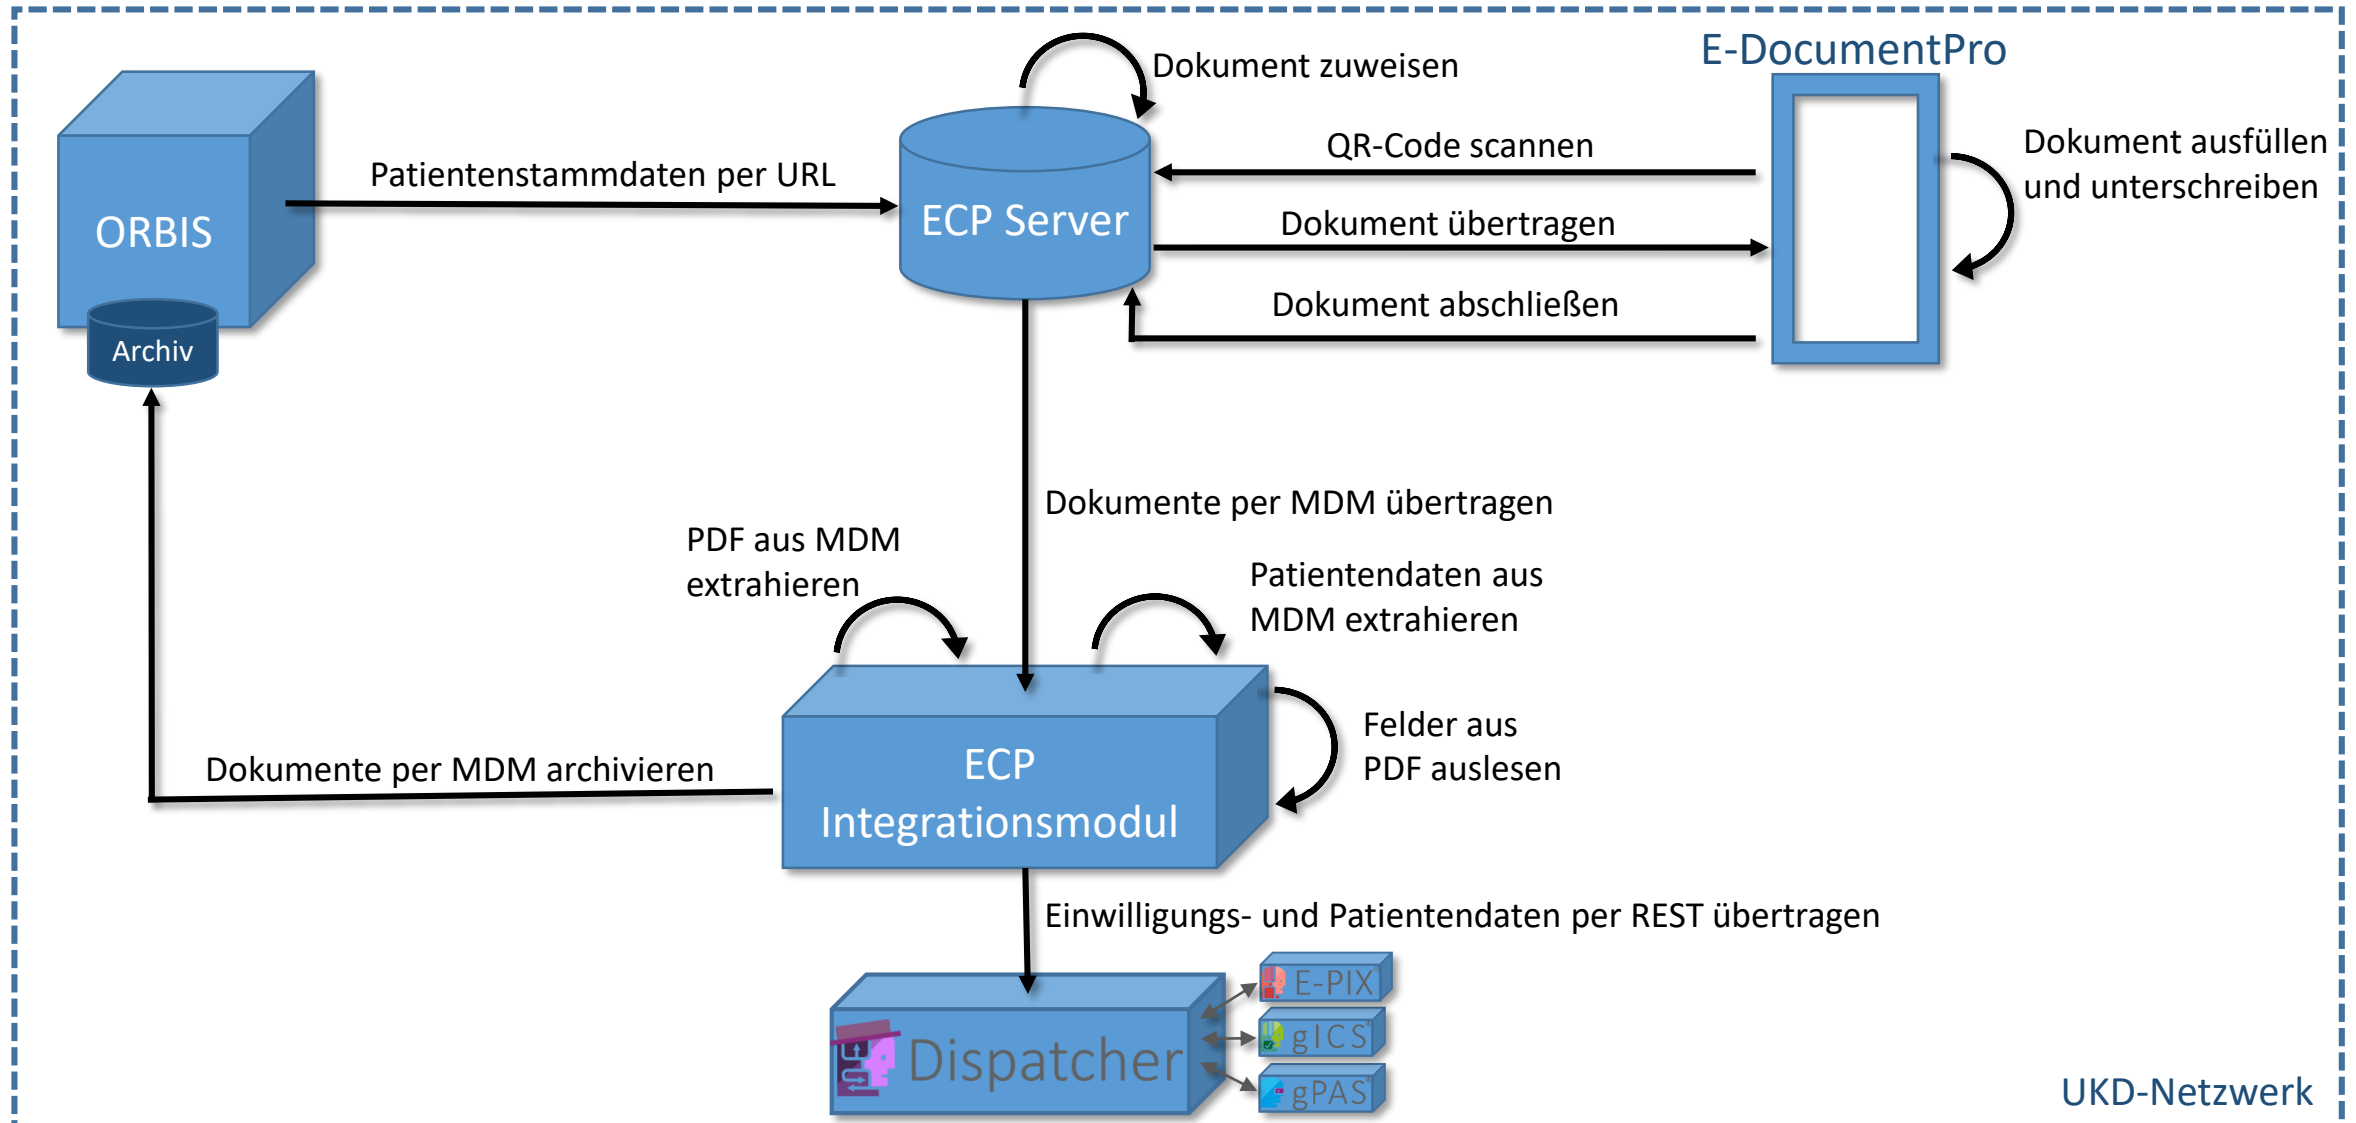 E-DocumentPro
Dokument zuweisen
QR-Code scannen
Dokument ausfüllen
und unterschreiben
Patientenstammdaten per URL
ORBIS
ECP Server
Dokument übertragen
Dokument abschließen
Archiv
Dokumente per MDM übertragen
PDF aus MDM
extrahieren
Patientendaten aus
MDM extrahieren
Felder aus
PDF auslesen
Dokumente per MDM archivieren
ECP
Integrationsmodul
Einwilligungs- und Patientendaten per REST übertragen
E-PIX
gICS
Dispatcher
gPAS
UKD-Netzwerk